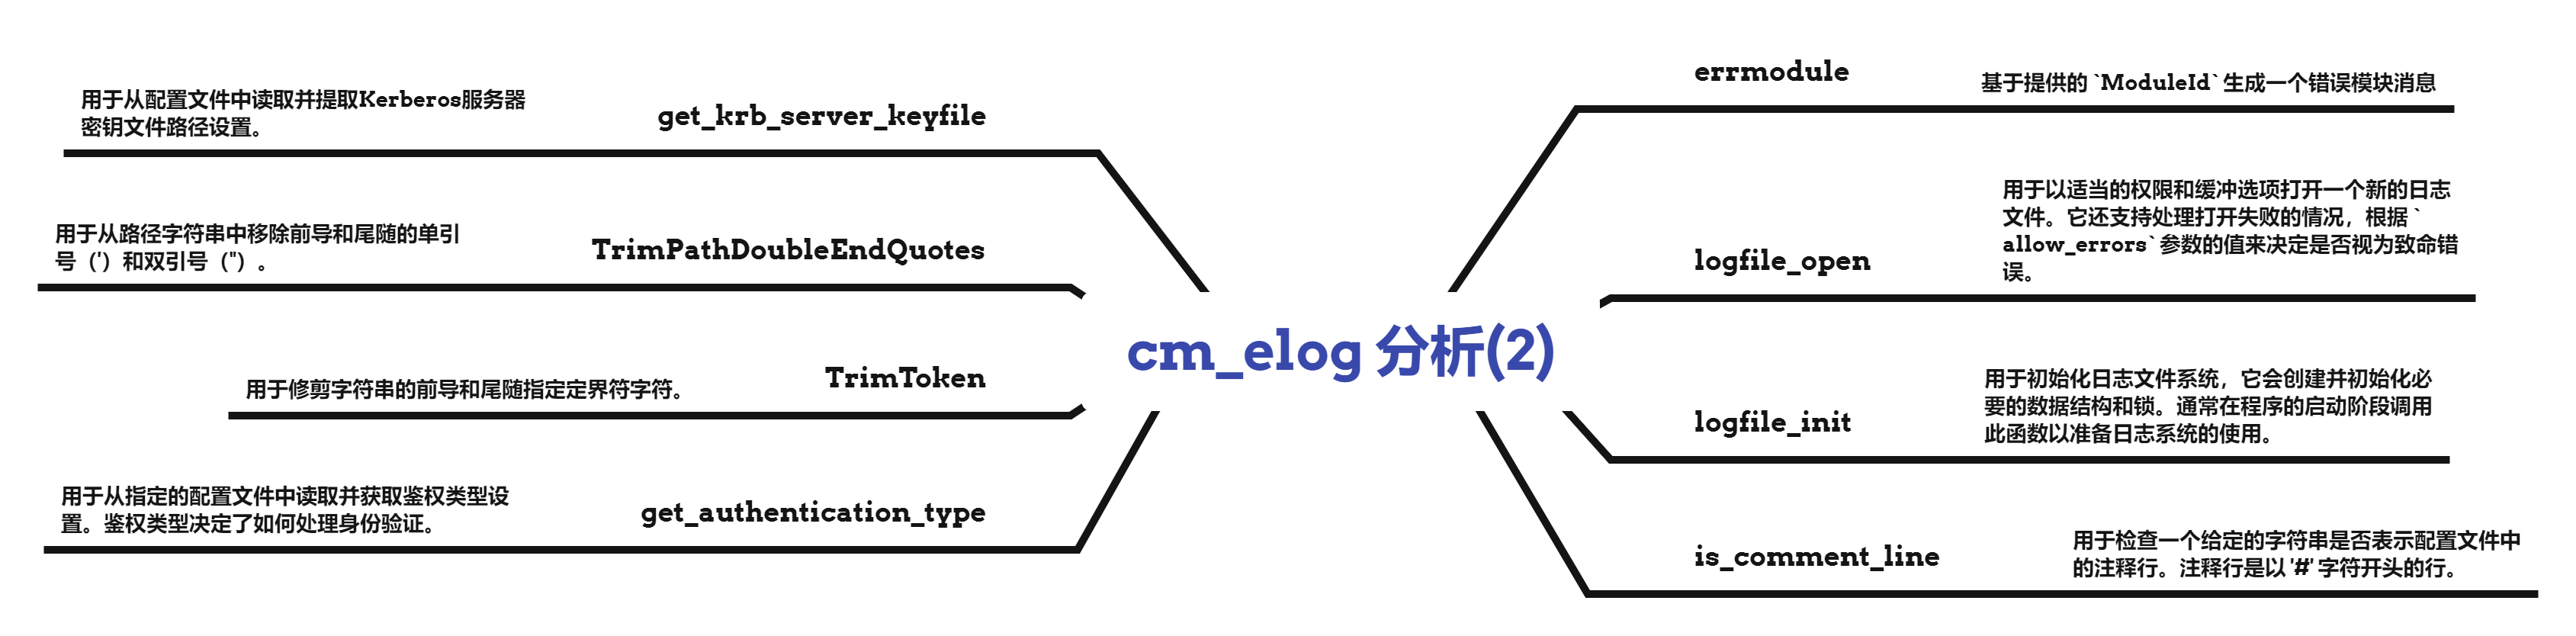 cm_elog 分析(2)
errmodule
基于提供的 `ModuleId` 生成一个错误模块消息
logfile_open
用于以适当的权限和缓冲选项打开一个新的日志
文件。它还支持处理打开失败的情况，根据 `
allow_errors` 参数的值来决定是否视为致命错
误。
logfile_init
用于初始化日志文件系统，它会创建并初始化必
要的数据结构和锁。通常在程序的启动阶段调用
此函数以准备日志系统的使用。
is_comment_line
用于检查一个给定的字符串是否表示配置文件中
的注释行。注释行是以 '#' 字符开头的行。
get_krb_server_keyfile
用于从配置文件中读取并提取Kerberos服务器
密钥文件路径设置。
TrimPathDoubleEndQuotes
用于从路径字符串中移除前导和尾随的单引
号（'）和双引号（"）。
TrimToken
用于修剪字符串的前导和尾随指定定界符字符。
get_authentication_type
用于从指定的配置文件中读取并获取鉴权类型设
置。鉴权类型决定了如何处理身份验证。